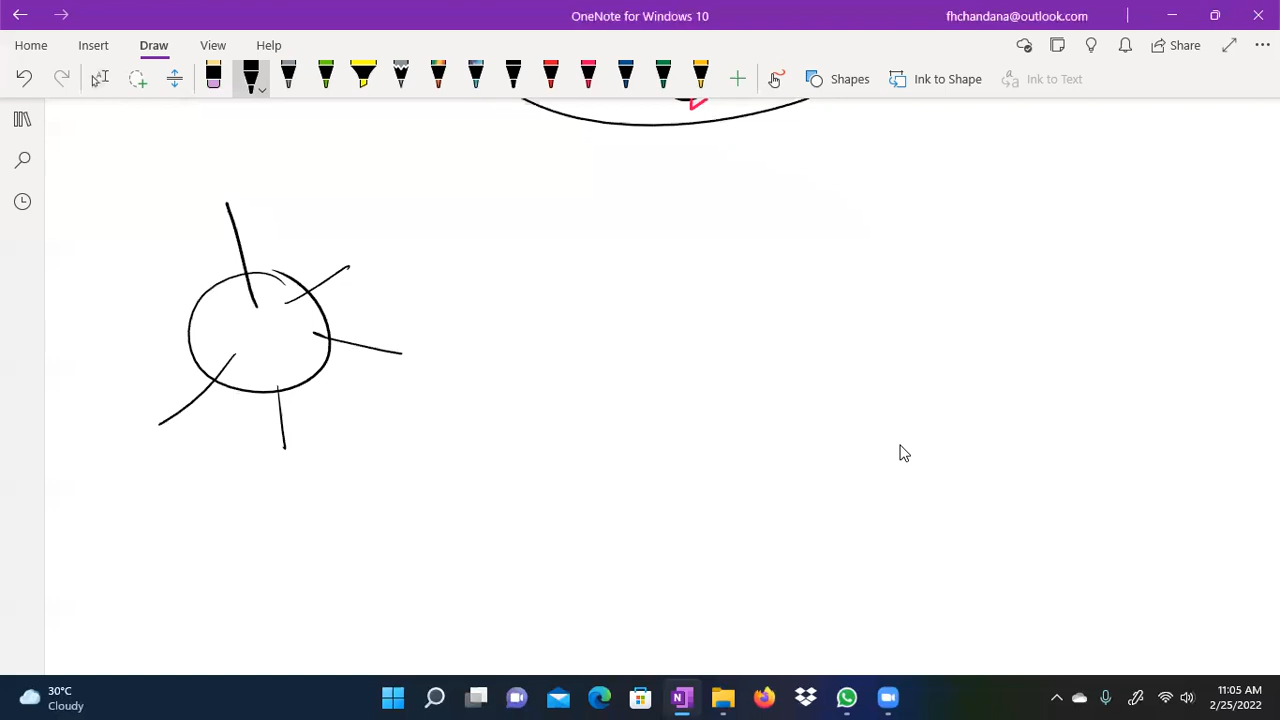 OneNote for Windows 10
fhchandana@outlook.com
Home Insert Draw View Help
Share
Shapes
Ink to Shape
Ink to Text
30°C
Cloudy
11:05 AM
2/25/2022